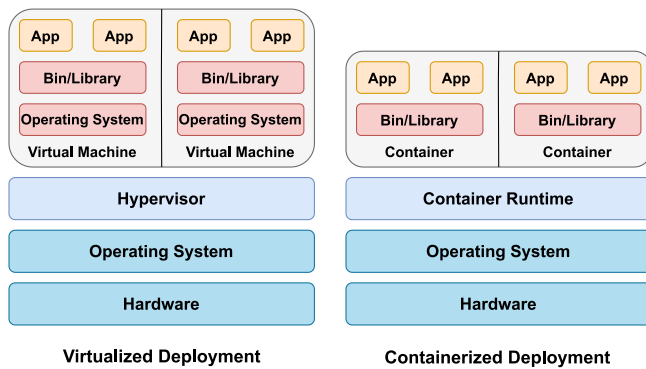 App App
Bin/Library
Operating System
Virtual Machine
App App
Bin/Library
Operating System
Virtual Machine
Hypervisor
Operating System
Hardware
Virtualized Deployment
App App
Bin/Library
Container
App App
Bin/Library
Container
Container Runtime
Operating System
Hardware
Containerized Deployment